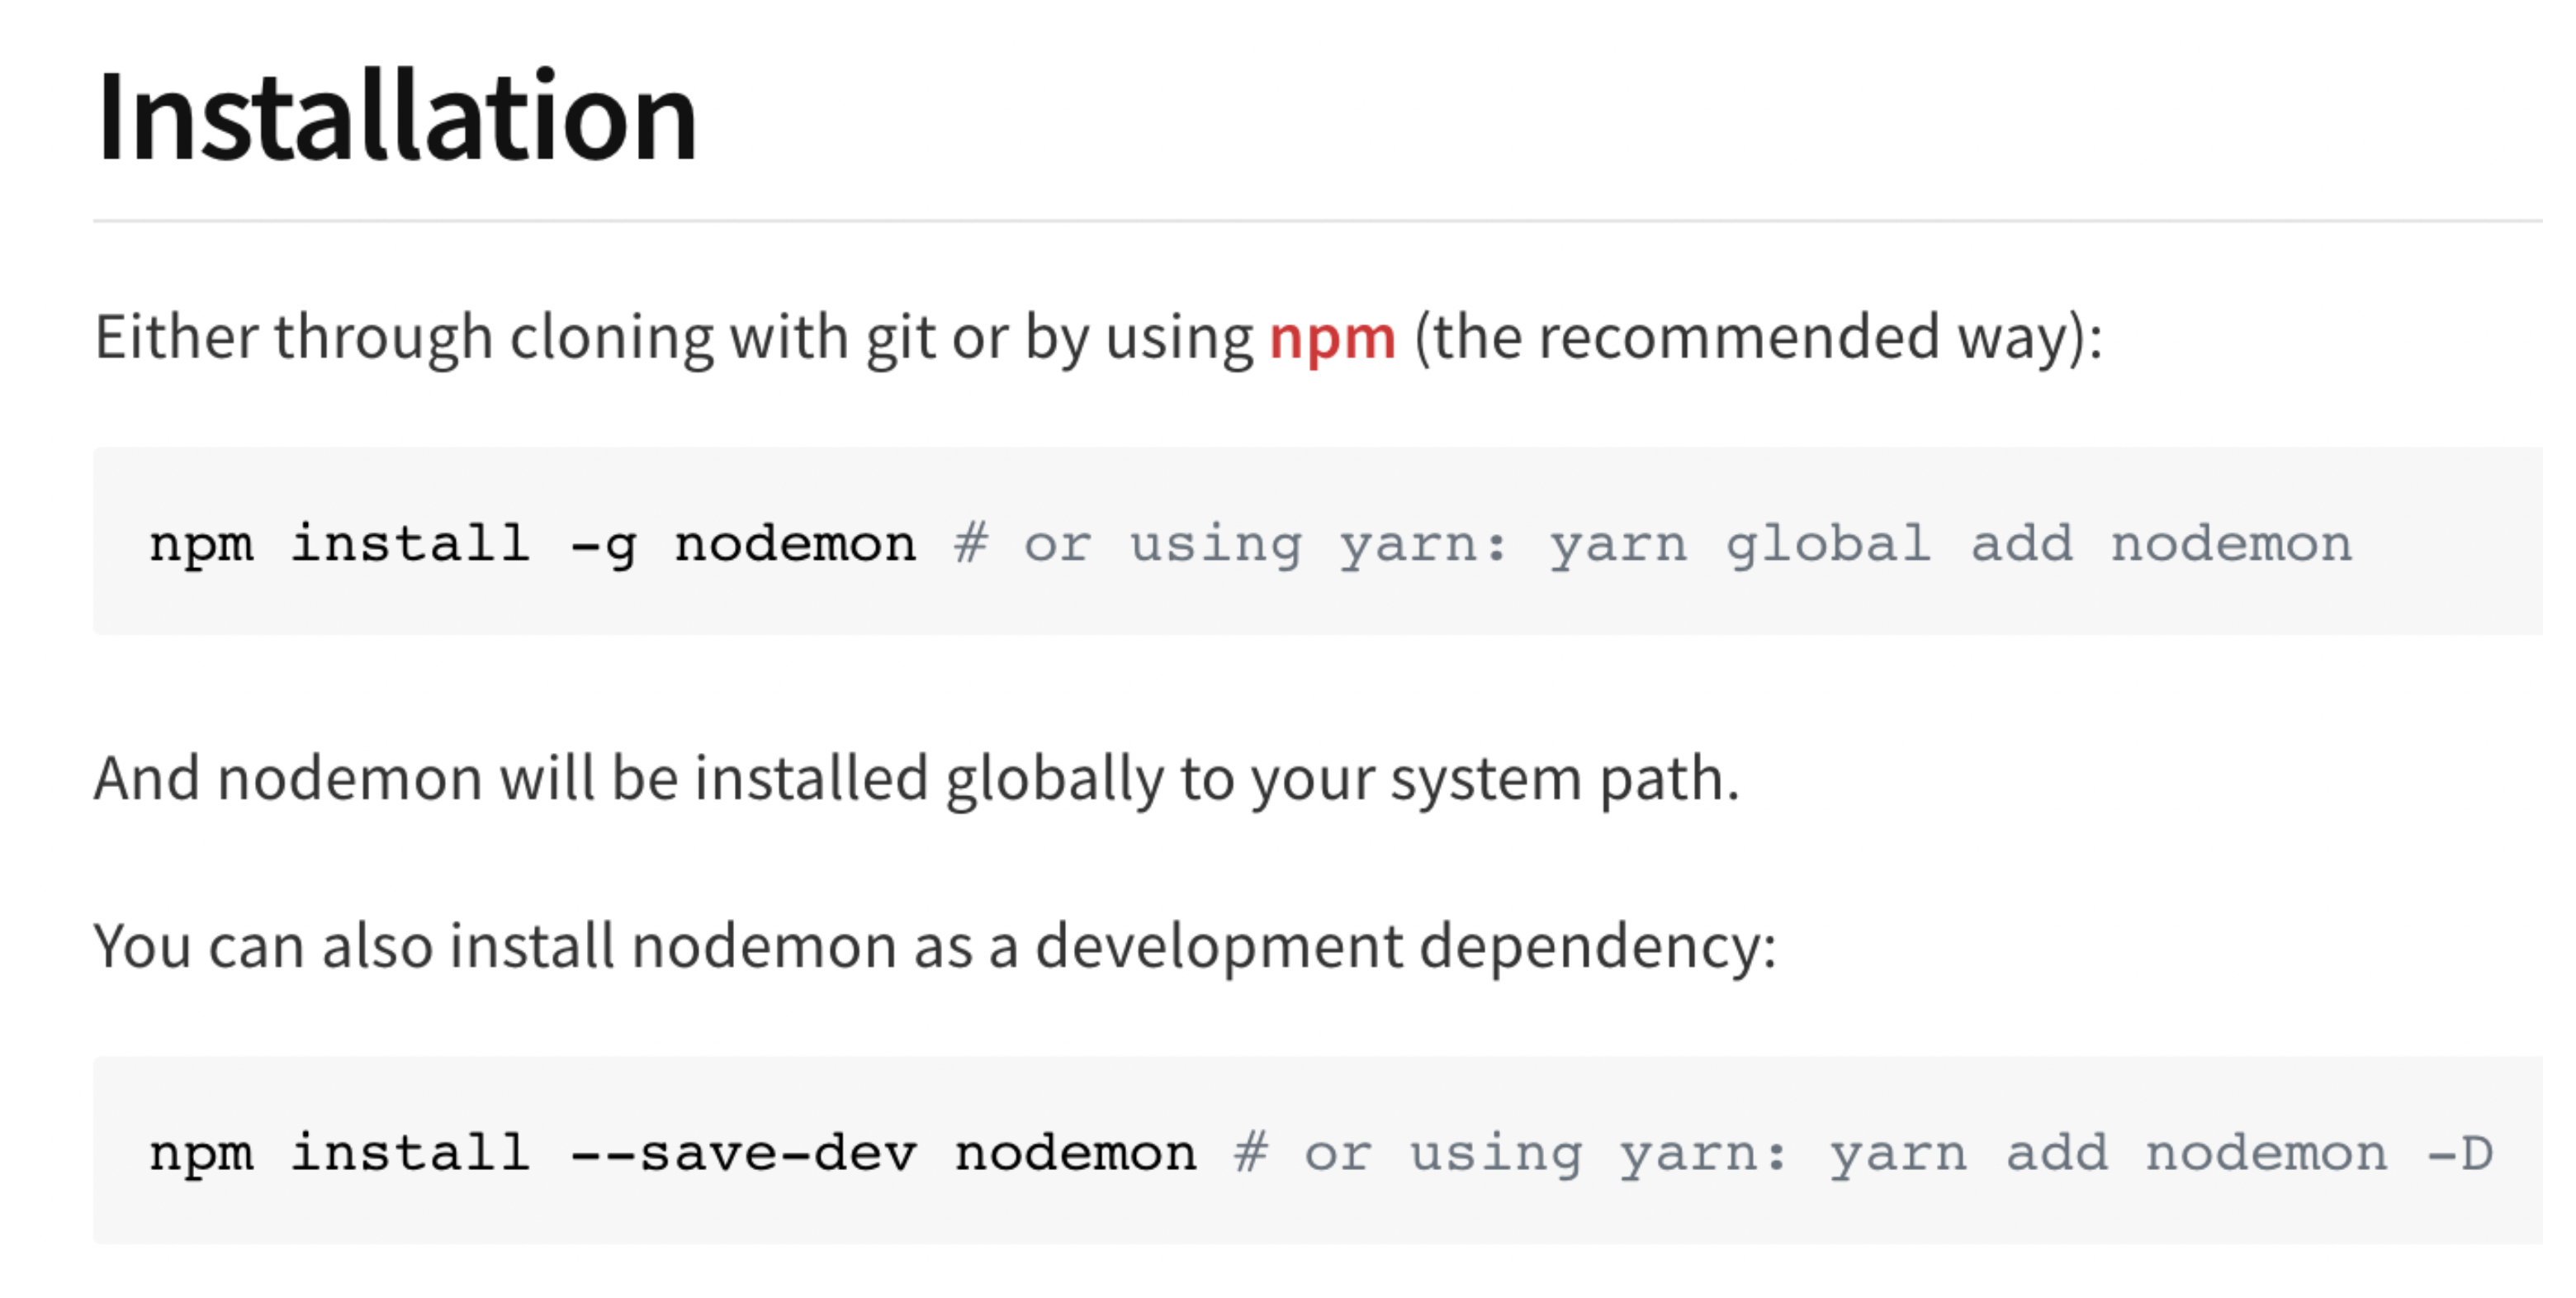 Installation
Either through cloning with git or by using npm (the recommended way):
npm install -g nodemon # or using yarn: yarn global add nodemon
And nodemon will be installed globally to your system path.
You can also install nodemon as a development dependency:
npm install --save-dev nodemon # or using yarn: yarn add nodemon -D